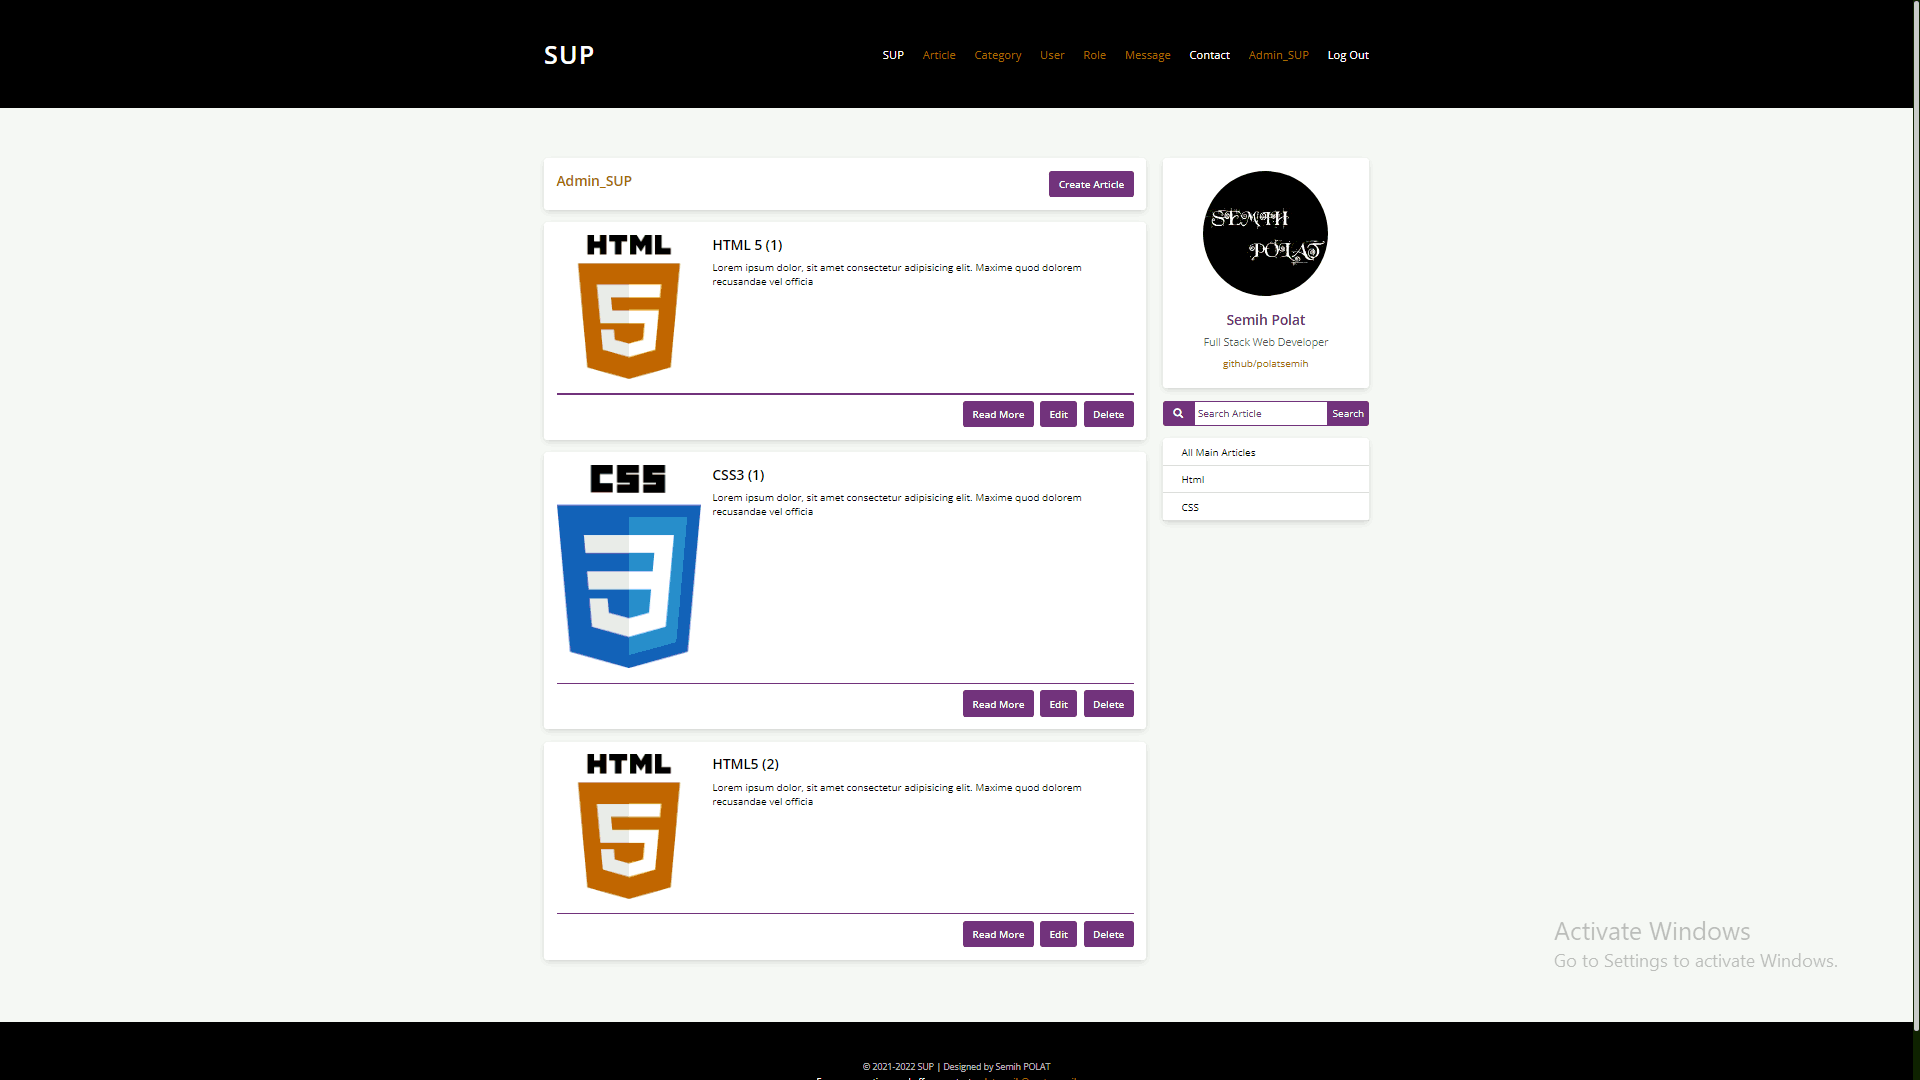 SUP
SUP Article Category User Role Message Contact Admin_SUP Log Out
Admin_SUP
Create Article
HTML
5
HTML 5 (1)
Lorem ipsum dolor, sit amet consectetur adipisicing elit. Maxime quod dolorem
recusandae vel officia
Read More Edit Delete
CSS
3
CSS3 (1)
Lorem ipsum dolor, sit amet consectetur adipisicing elit. Maxime quod dolorem
recusandae vel officia
Read More Edit Delete
HTML
5
HTML5 (2)
Lorem ipsum dolor, sit amet consectetur adipisicing elit. Maxime quod dolorem
recusandae vel officia
Read More Edit Delete
SEMIH
POLAT
Semih Polat
Full Stack Web Developer
github/polatsemih
Search Article Search
All Main Articles
Html
CSS
Activate Windows
Go to Settings to activate Windows.
© 2021-2022 SUP | Designed by Semih POLAT